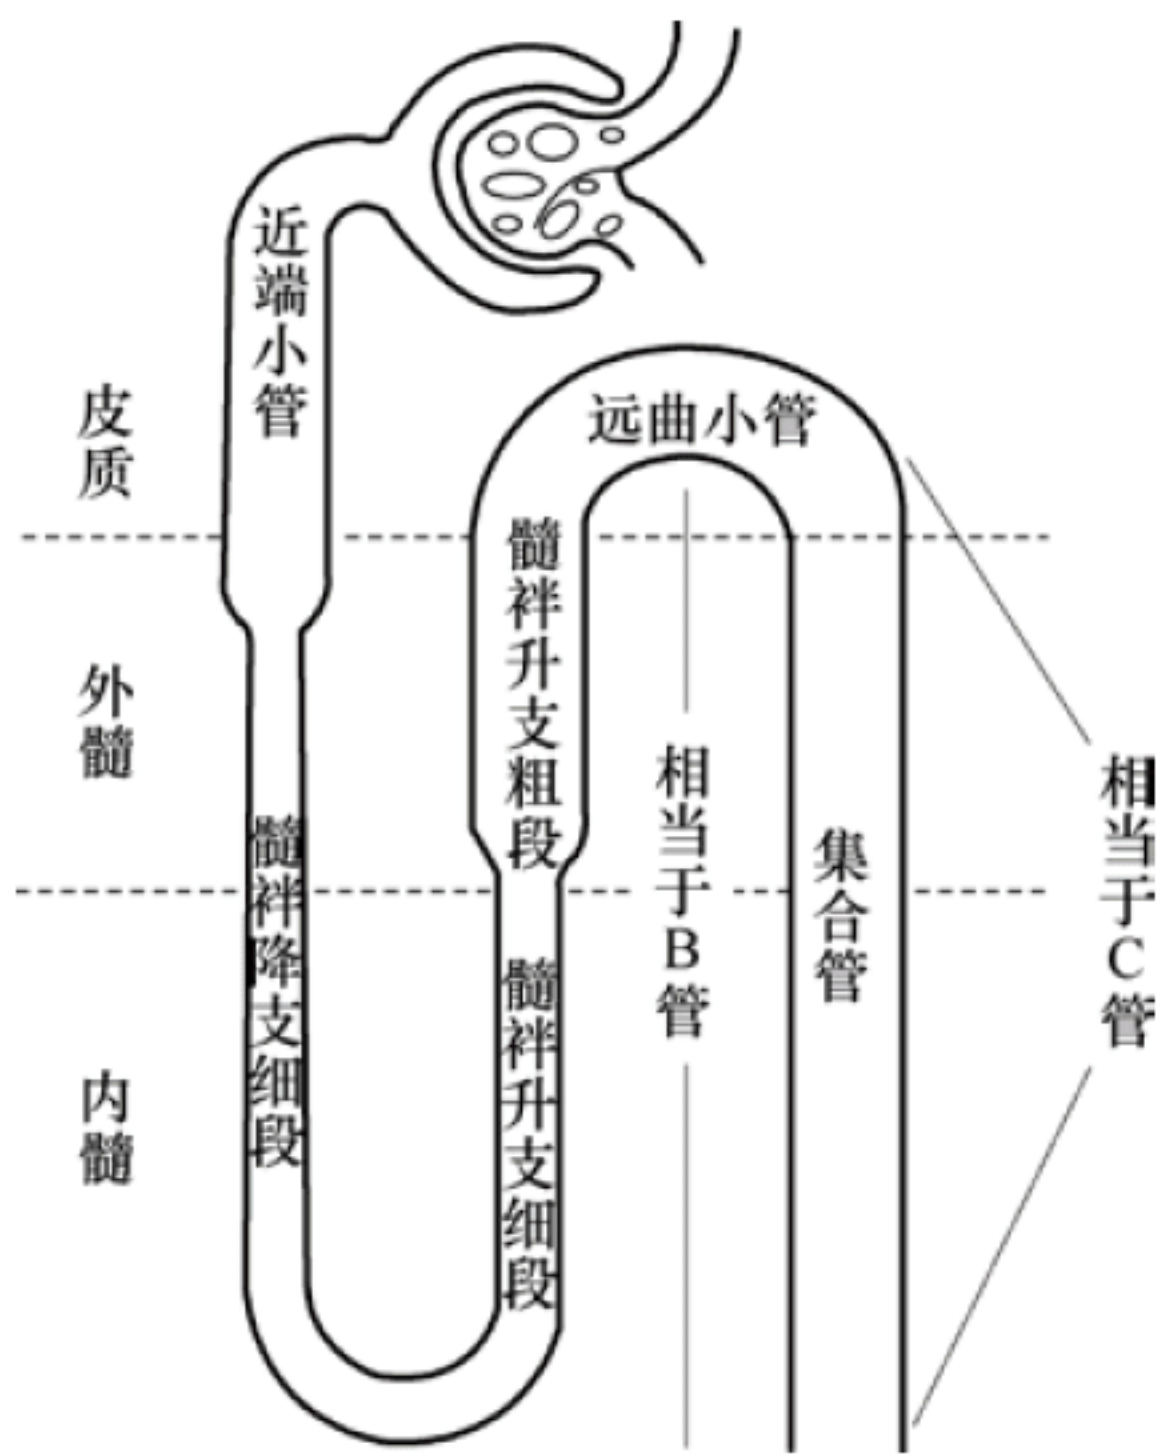 近端小管
皮质
远曲小管
髓袢升支粗段
外髓
相当于B管
相当于C管
集合管
髓袢降支细段
髓袢升支细段
内髓